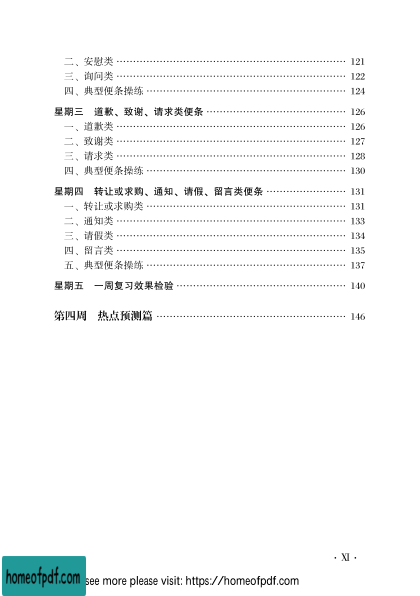 二、安慰类 …… 121
三、询问类 …… 122
四、典型便条操练 …… 124
星期三 道歉、致谢、请求类便条 …… 126
一、道歉类 …… 126
二、致谢类 …… 127
三、请求类 …… 128
四、典型便条操练 …… 130
星期四 转让或求购、通知、请假、留言类便条 …… 131
一、转让或求购类 …… 131
二、通知类 …… 133
三、请假类 …… 134
四、留言类 …… 135
五、典型便条操练 …… 137
星期五 一周复习效果检验 …… 140
第四周 热点预测篇 …… 146
· XI ·
homeofpdf.com
see more please visit: https://homeofpdf.com